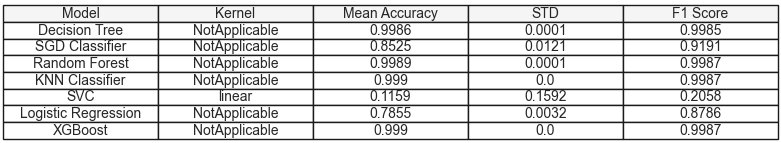 Model Kernel Mean Accuracy STD F1 Score
Decision Tree NotApplicable 0.9986 0.0001 0.9985
SGD Classifier NotApplicable 0.8525 0.0121 0.9191
Random Forest NotApplicable 0.9989 0.0001 0.9987
KNN Classifier NotApplicable 0.999 0.0 0.9987
SVC linear 0.1159 0.1592 0.2058
Logistic Regression NotApplicable 0.7855 0.0032 0.8786
XGBoost NotApplicable 0.999 0.0 0.9987